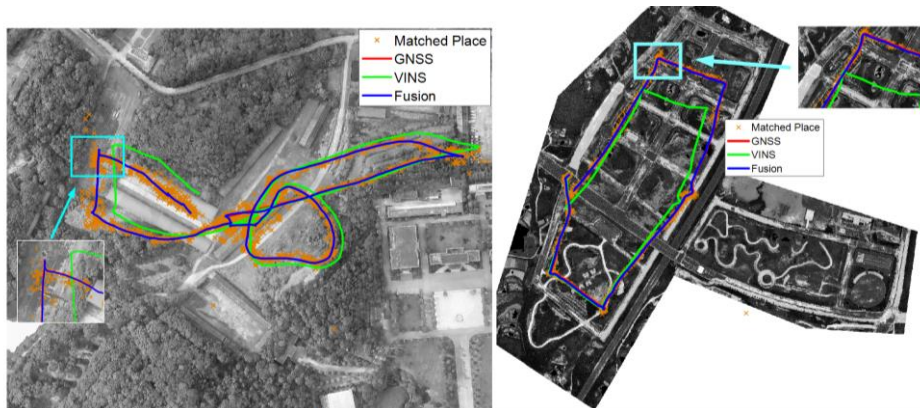 Matched Place
GNSS
VINS
Fusion
Matched Place
GNSS
VINS
Fusion